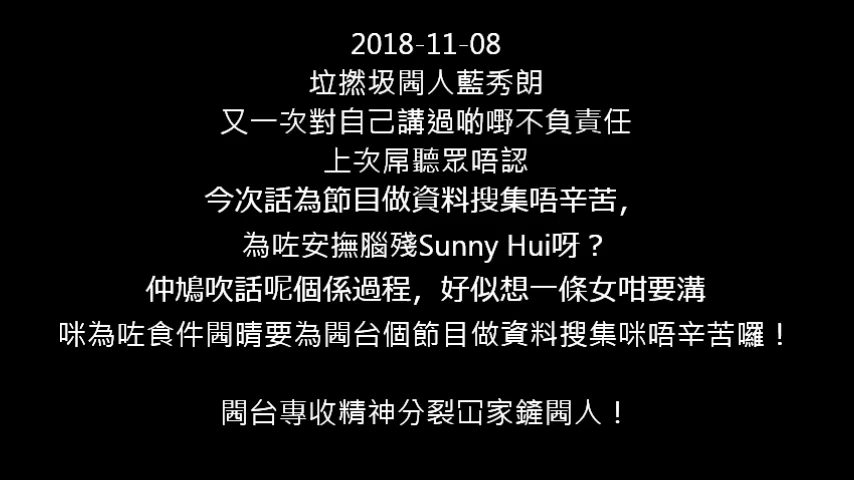 2018-11-08
垃撚圾閪人藍秀朗
又一次對自己講過啲嘢不負責任
上次屌聽眾唔認
今次話為節目做資料搜集唔辛苦，
為咗安撫腦殘Sunny Hui呀？
仲鳩吹話呢個係過程，好似想一條女咁要溝
咪為咗食件閪晴要為閪台個節目做資料搜集咪唔辛苦囉！
閪台專收精神分裂冚家鏟閪人！